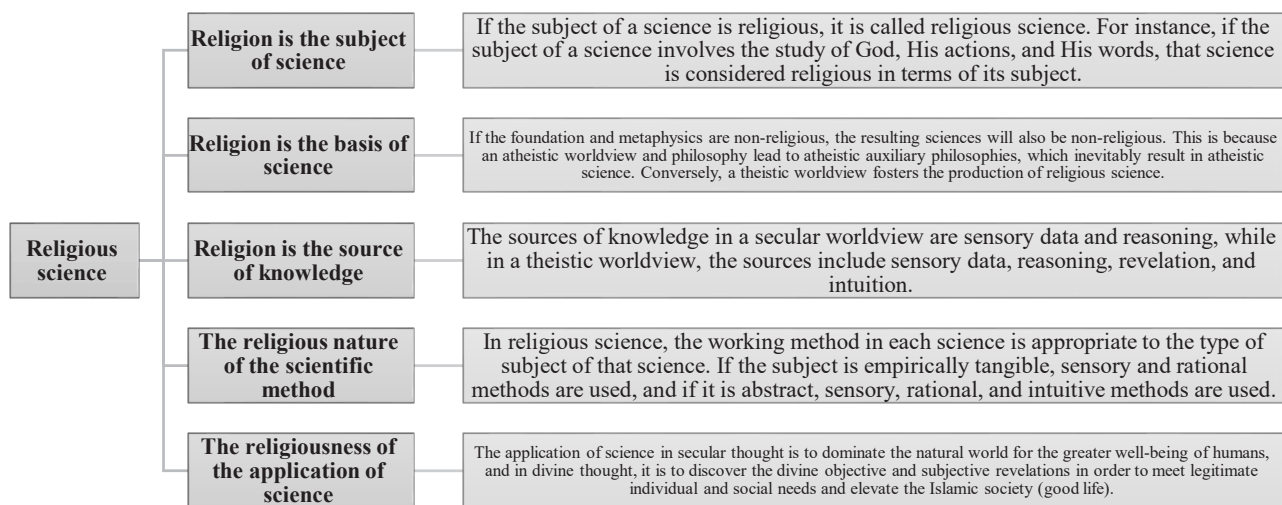 Religion is the subject
of science
If the subject of a science is religious, it is called religious science. For instance, if the
subject of a science involves the study of God, His actions, and His words, that science
is considered religious in terms of its subject.
Religion is the basis
of science
If the foundation and metaphysics are non-religious, the resulting sciences will also be non-religious. This is because
an atheistic worldview and philosophy lead to atheistic auxiliary philosophies, which inevitably result in atheistic
science. Conversely, a theistic worldview fosters the production of religious science.
Religious
science
Religion is the source
of knowledge
The sources of knowledge in a secular worldview are sensory data and reasoning, while
in a theistic worldview, the sources include sensory data, reasoning, revelation, and
intuition.
The religious nature
of the scientific
method
In religious science, the working method in each science is appropriate to the type of
subject of that science. If the subject is empirically tangible, sensory and rational
methods are used, and if it is abstract, sensory, rational, and intuitive methods are used.
The religiousness of
the application of
science
The application of science in secular thought is to dominate the natural world for the greater well-being of humans,
and in divine thought, it is to discover the divine objective and subjective revelations in order to meet legitimate
individual and social needs and elevate the Islamic society (good life).